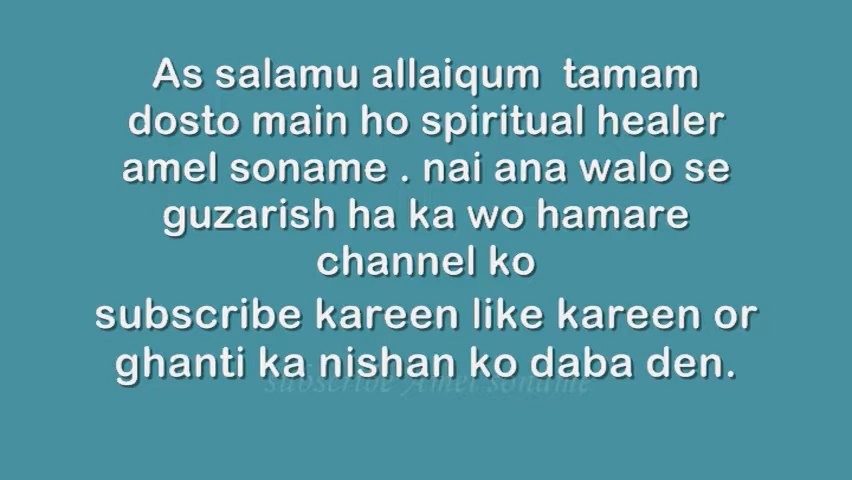 As salamu allaiqum tamam
dosto main ho spiritual healer
amel soname . nai ana walo se
guzarish ha ka wo hamare
channel ko
subscribe kareen like kareen or
ghanti ka nishan ko daba den.
subscribe Amel soname